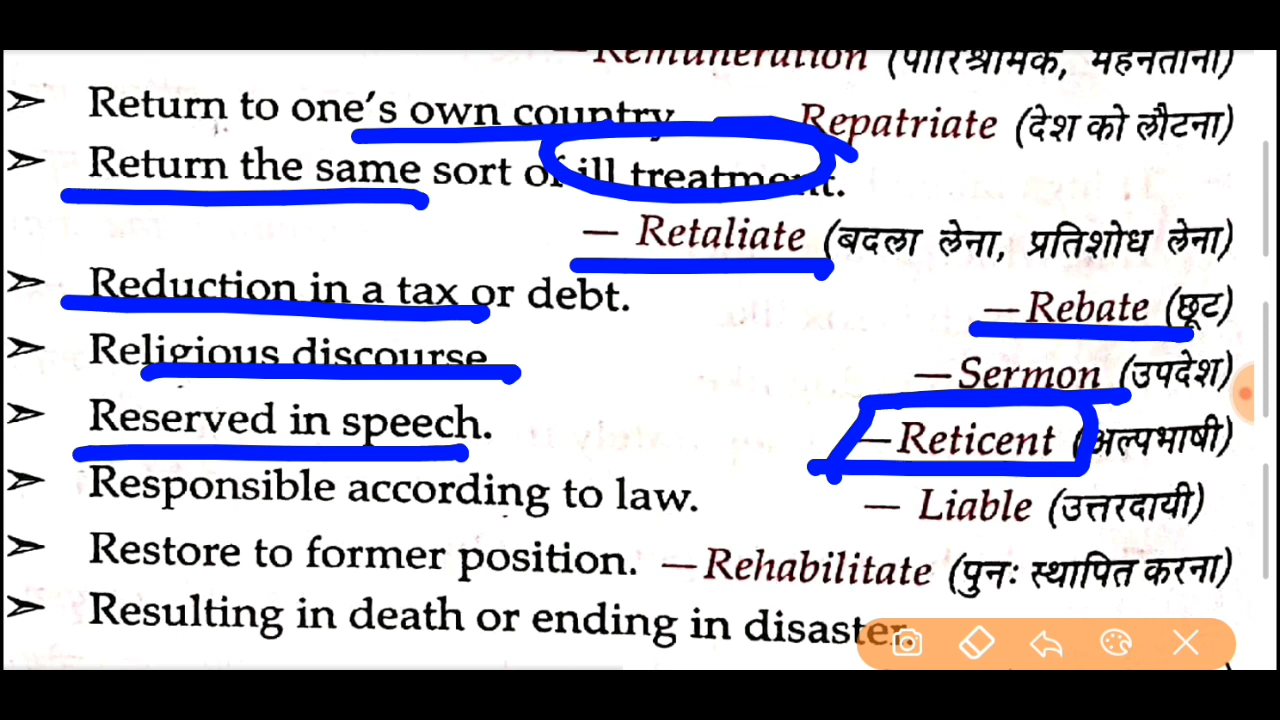 —Remuneration (पारिश्रमिक, मेहनताना)
➢ Return to one's own country. — Repatriate (देश को लौटना)
➢ Return the same sort of ill treatment.
— Retaliate (बदला लेना, प्रतिशोध लेना)
➢ Reduction in a tax or debt. —Rebate (छूट)
➢ Religious discourse —Sermon (उपदेश)
➢ Reserved in speech. —Reticent (अल्पभाषी)
➢ Responsible according to law. — Liable (उत्तरदायी)
➢ Restore to former position. —Rehabilitate (पुनः स्थापित करना)
➢ Resulting in death or ending in disaster.